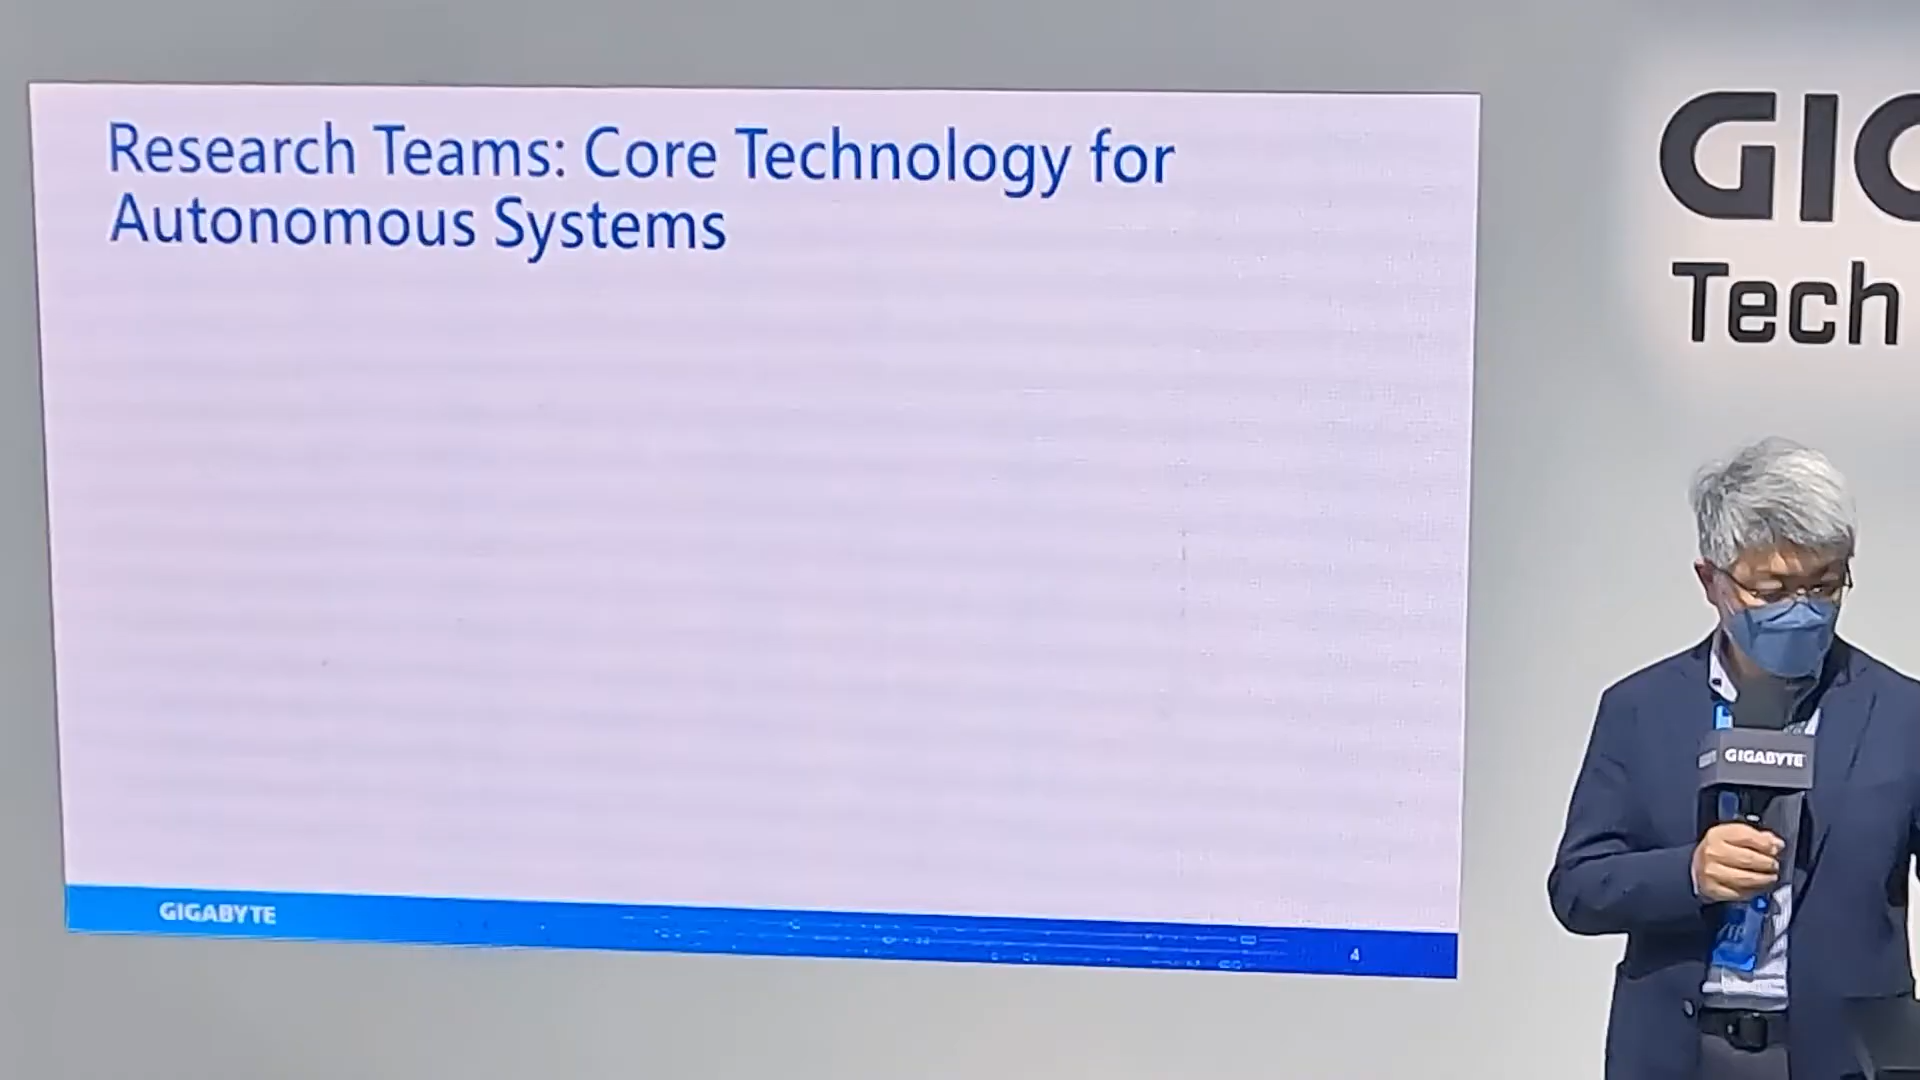 Research Teams: Core Technology for
Autonomous Systems
GIGABYTE
4
GIG
Tech
GIGABYTE